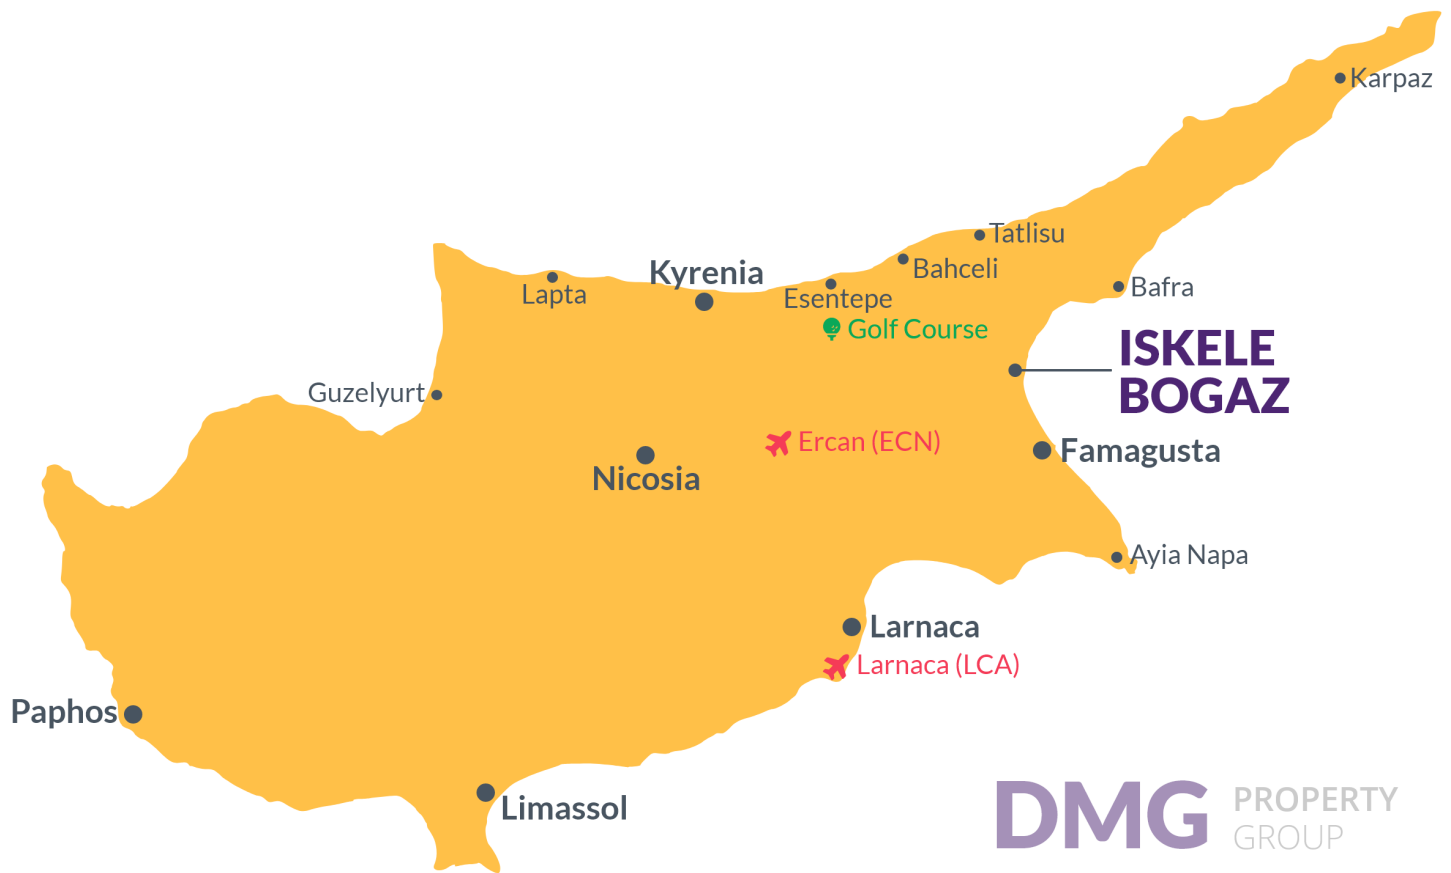 Karpaz
Tatlisu
Kyrenia
Bahceli
Lapta
Esentepe
Bafra
Golf Course
ISKELE
BOGAZ
Guzelyurt
Ercan (ECN)
Famagusta
Nicosia
Ayia Napa
Larnaca
Larnaca (LCA)
Paphos
Limassol
DMG PROPERTY
GROUP